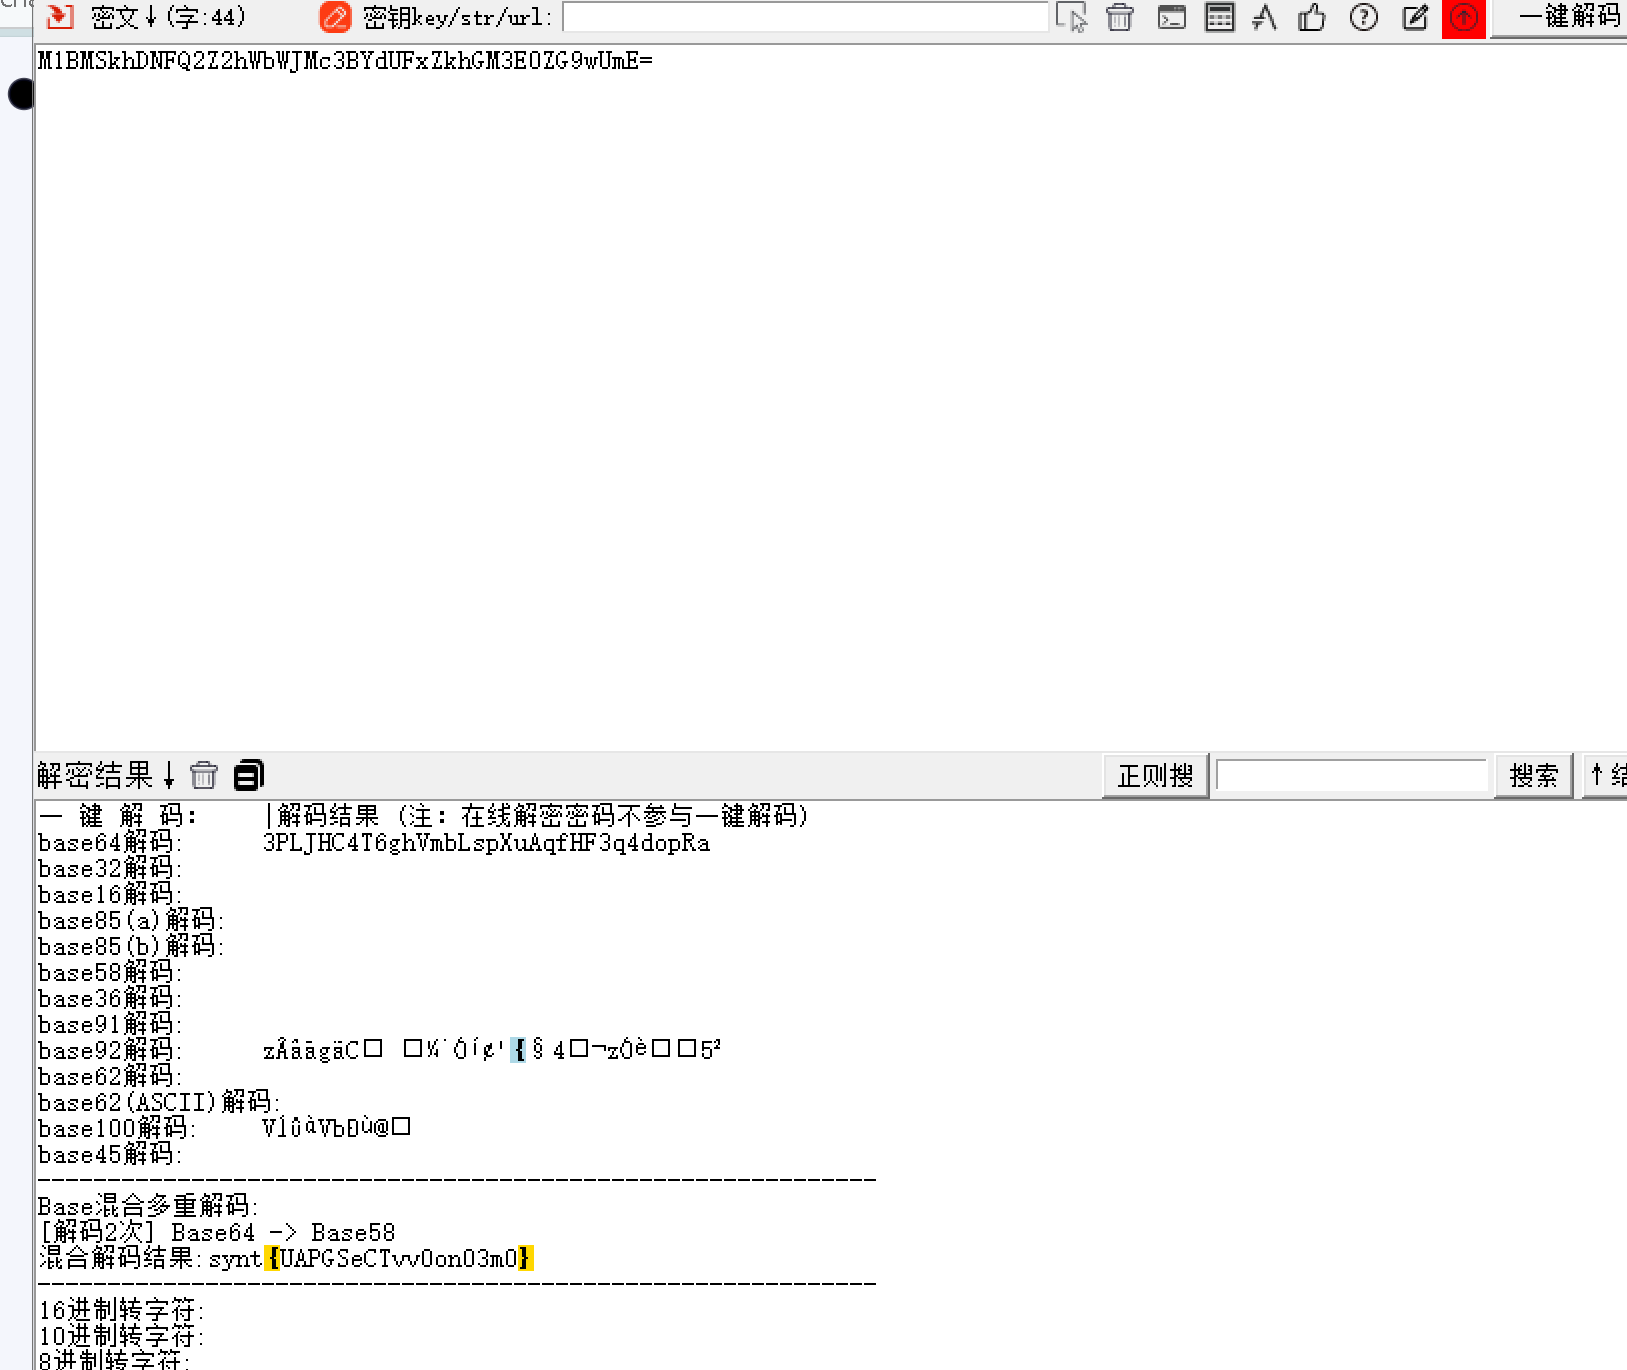 密文↓(字:44) 密钥key/str/url: 一键解码
M1BMSkhDNFQ2Z2hWbWJMc3BYdUFxZkhGM3E0ZG9wUmE=
解密结果↓ 正则搜 搜索 ↑结
一 键 解 码: |解码结果 (注: 在线解密密码不参与一键解码)
base64解码: 3PLJHC4T6ghVmbLspXuAqfHF3q4dopRa
base32解码:
base16解码:
base85(a)解码:
base85(b)解码:
base58解码:
base36解码:
base91解码:
base92解码:
base62解码:
base62(ASCII)解码:
base100解码:
base45解码:
----------------------------------------------------------------
Base混合多重解码:
[解码2次] Base64 -> Base58
混合解码结果:synt{UAPGSeCTvv0on03m0}
----------------------------------------------------------------
16进制转字符:
10进制转字符:
8进制转字符: